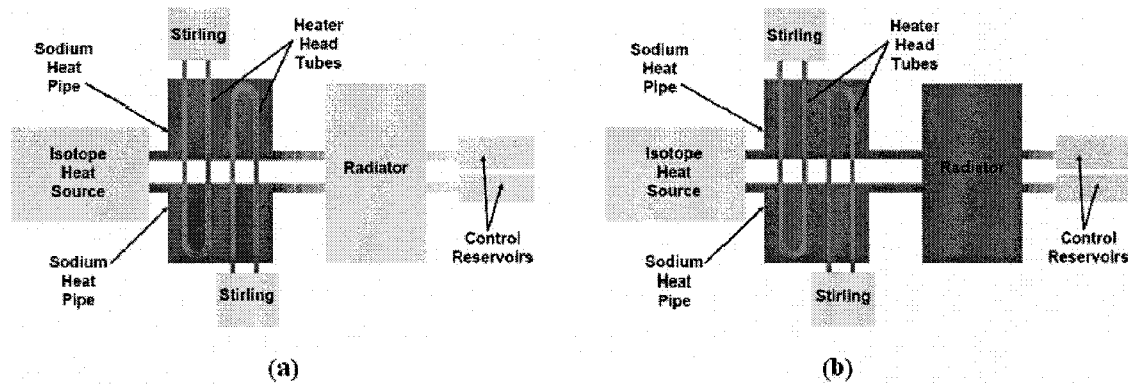 Stirling
Heater
Head
Tubes
Sodium
Heat
Pipe
Isotope
Heat
Source
Radiator
Control
Reservoirs
Sodium
Heat
Pipe
Stirling
(a)
Stirling
Heater
Head
Tubes
Sodium
Heat
Pipe
Isotope
Heat
Source
Radiator
Control
Reservoirs
Sodium
Heat
Pipe
Stirling
(b)